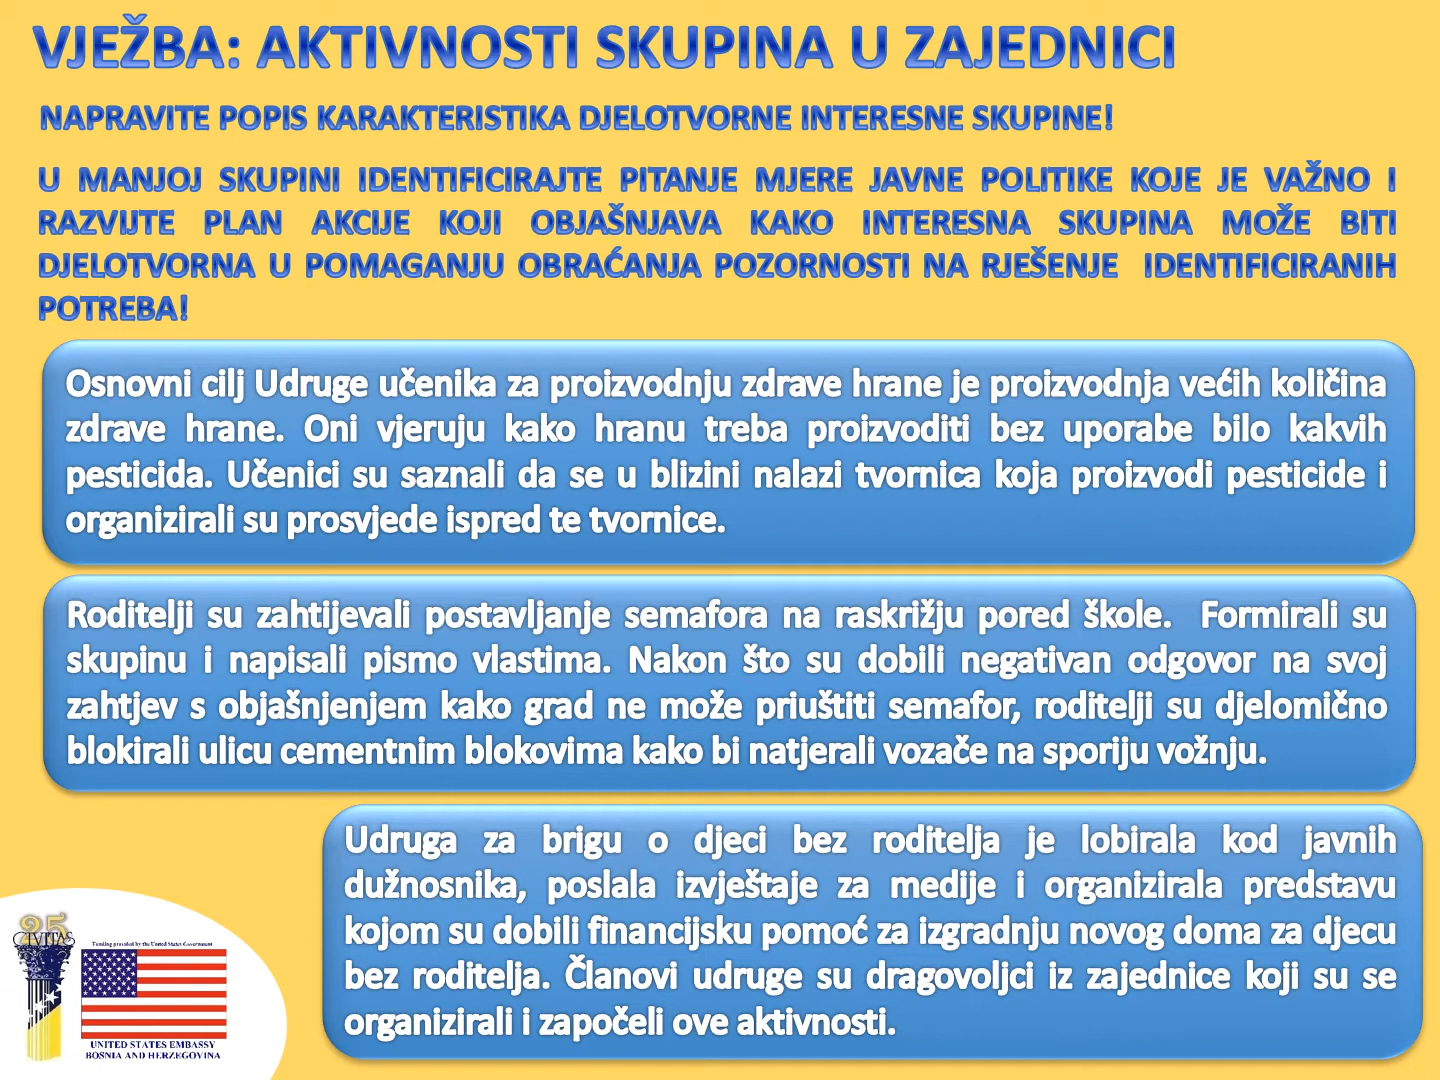 VJEŽBA: AKTIVNOSTI SKUPINA U ZAJEDNICI
NAPRAVITE POPIS KARAKTERISTIKA DJELOTVORNE INTERESNE SKUPINE!
U MANJOJ SKUPINI IDENTIFICIRAJTE PITANJE MJERE JAVNE POLITIKE KOJE JE VAŽNO I
RAZVIJTE PLAN AKCIJE KOJI OBJAŠNJAVA KAKO INTERESNA SKUPINA MOŽE BITI
DJELOTVORNA U POMAGANJU OBRAĆANJA POZORNOSTI NA RJEŠENJE IDENTIFICIRANIH
POTREBA!
Osnovni cilj Udruge učenika za proizvodnju zdrave hrane je proizvodnja većih količina
zdrave hrane. Oni vjeruju kako hranu treba proizvoditi bez uporabe bilo kakvih
pesticida. Učenici su saznali da se u blizini nalazi tvornica koja proizvodi pesticide i
organizirali su prosvjede ispred te tvornice.
Roditelji su zahtijevali postavljanje semafora na raskrižju pored škole. Formirali su
skupinu i napisali pismo vlastima. Nakon što su dobili negativan odgovor na svoj
zahtjev s objašnjenjem kako grad ne može priuštiti semafor, roditelji su djelomično
blokirali ulicu cementnim blokovima kako bi natjerali vozače na sporiju vožnju.
Udruga za brigu o djeci bez roditelja je lobirala kod javnih
dužnosnika, poslala izvještaje za medije i organizirala predstavu
kojom su dobili financijsku pomoć za izgradnju novog doma za djecu
bez roditelja. Članovi udruge su dragovoljci iz zajednice koji su se
organizirali i započeli ove aktivnosti.
25
CIVITAS
Funding provided by the United States Government
UNITED STATES EMBASSY
BOSNIA AND HERZEGOVINA